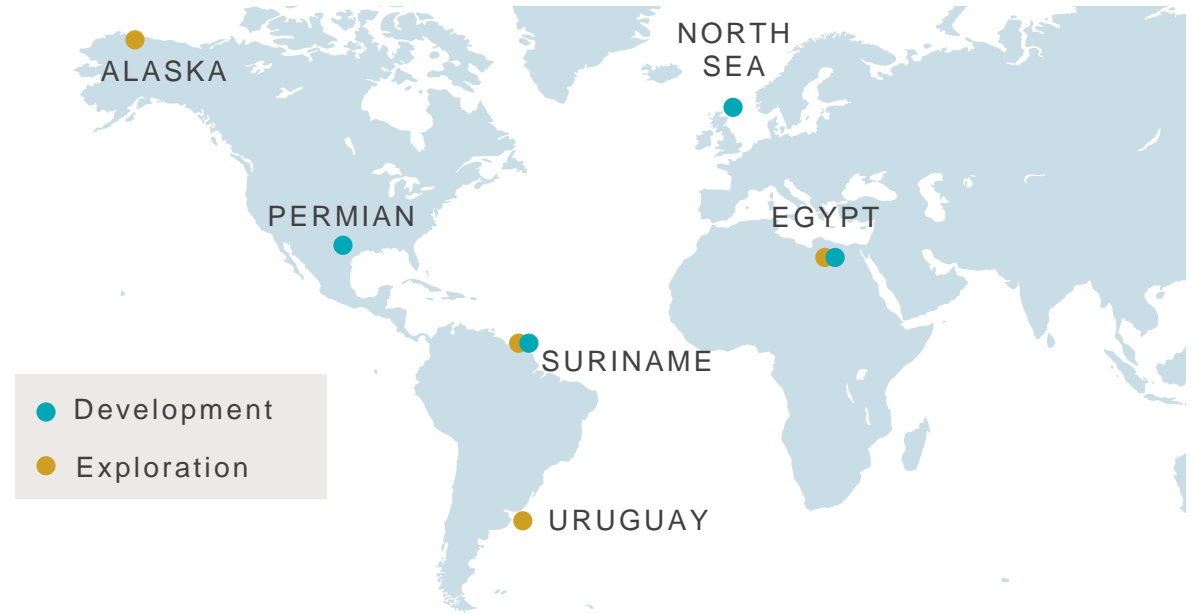 NORTH
SEA
ALASKA
PERMIAN
EGYPT
SURINAME
Development
Exploration
URUGUAY